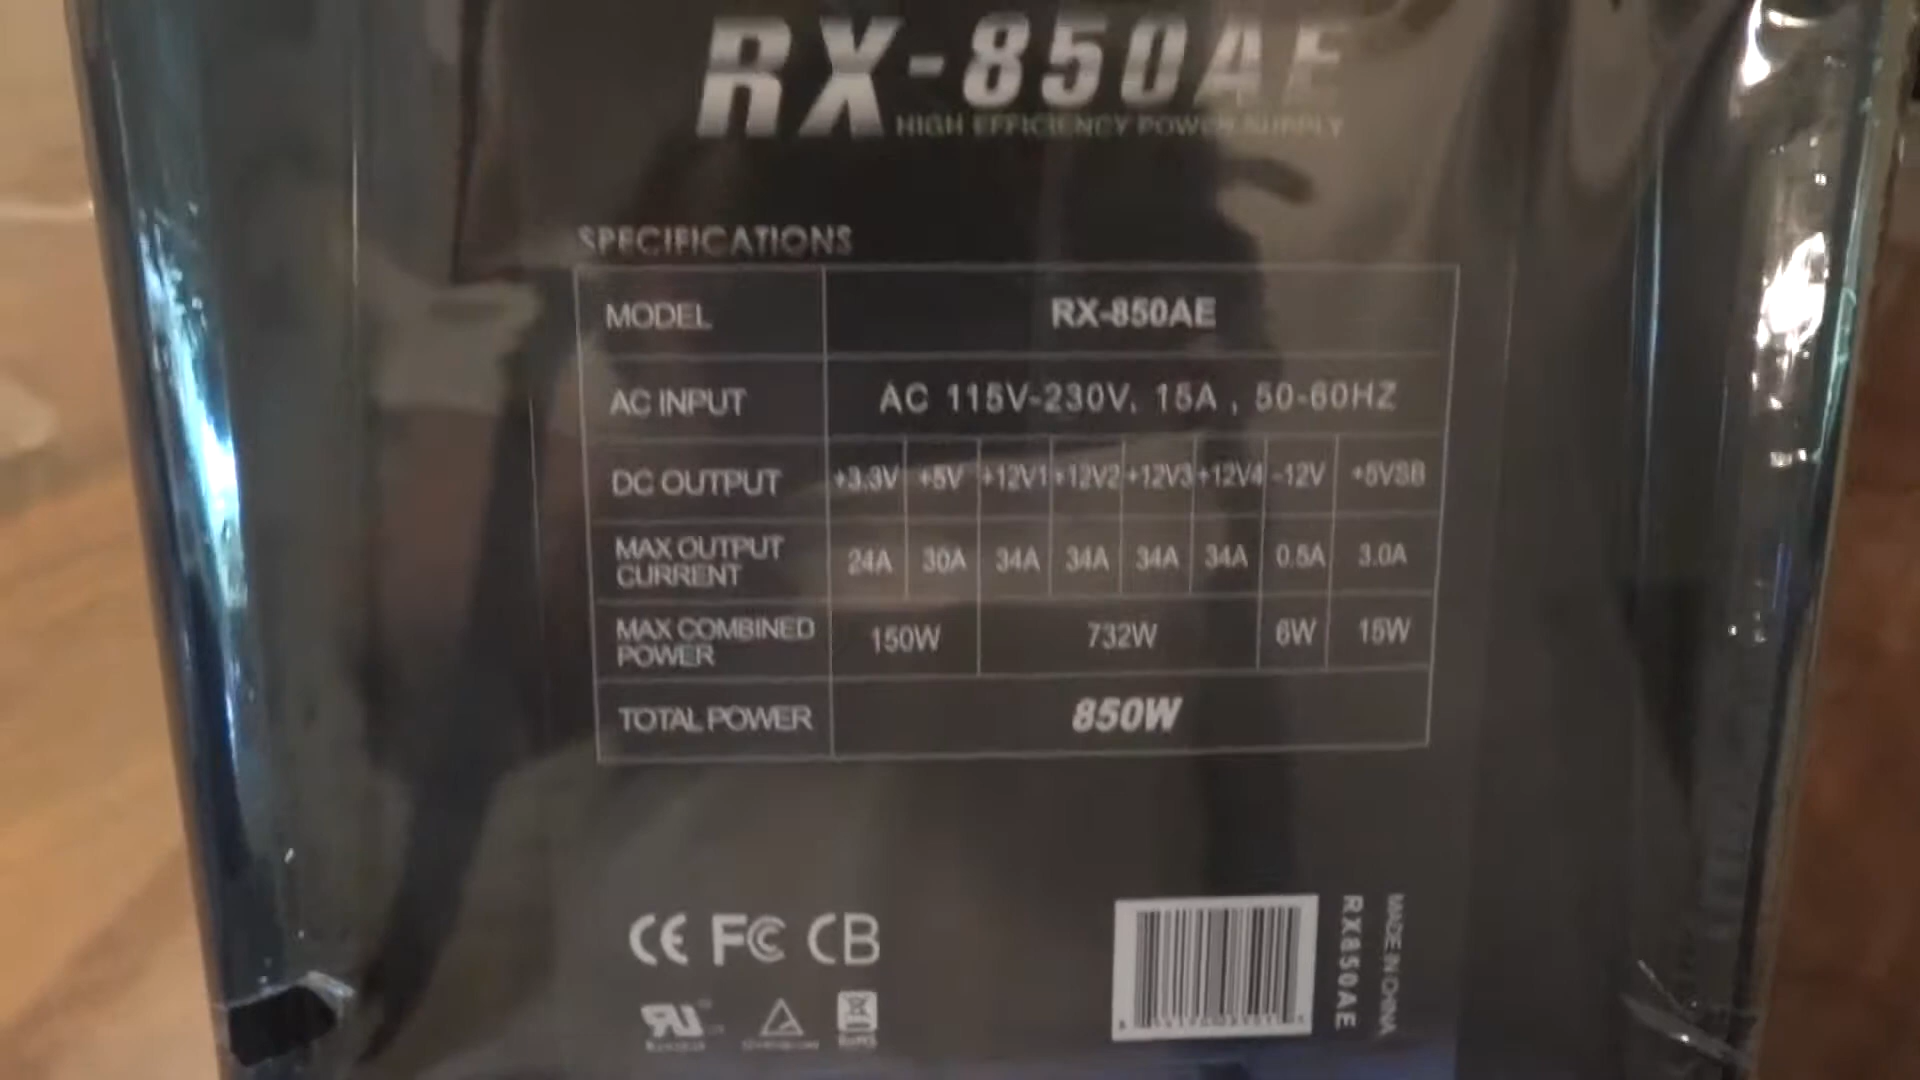 RX-850AE
HIGH EFFICIENCY POWER SUPPLY
SPECIFICATIONS
MODEL RX-850AE
AC INPUT AC 115V-230V, 15A , 50-60HZ
DC OUTPUT +3.3V +5V +12V1 +12V2 +12V3 +12V4 -12V +5VSB
MAX OUTPUT CURRENT 24A 30A 34A 34A 34A 34A 0.5A 3.0A
MAX COMBINED POWER 150W 732W 6W 15W
TOTAL POWER 850W
CE FC CB
RoHS
RX850AE
MADE IN CHINA